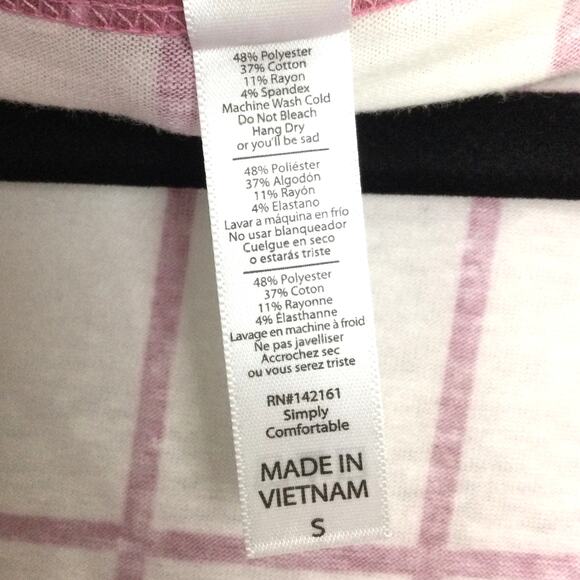 48% Polyester
37% Cotton
11% Rayon
4% Spandex
Machine Wash Cold
Do Not Bleach
Hang Dry
or you'll be sad
48% Poliéster
37% Algodón
11% Rayón
4% Elastano
Lavar a máquina en frío
No usar blanqueador
Cuelgue en seco
o estarás triste
48% Polyester
37% Coton
11% Rayonne
4% Élasthanne
Lavage en machine à froid
Ne pas javelliser
Accrochez sec
ou vous serez triste
RN#142161
Simply
Comfortable
MADE IN
VIETNAM
S